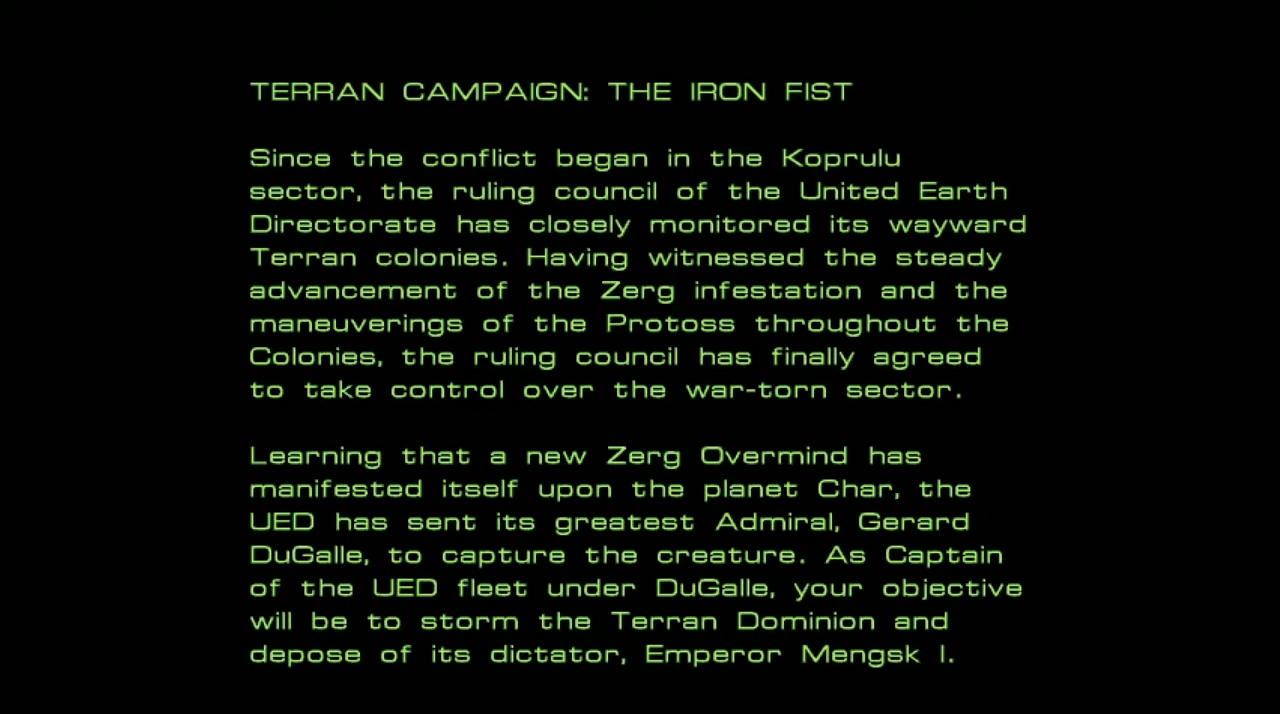 TERRAN CAMPAIGN: THE IRON FIST
Since the conflict began in the Koprulu
sector, the ruling council of the United Earth
Directorate has closely monitored its wayward
Terran colonies. Having witnessed the steady
advancement of the Zerg infestation and the
maneuverings of the Protoss throughout the
Colonies, the ruling council has finally agreed
to take control over the war-torn sector.
Learning that a new Zerg Overmind has
manifested itself upon the planet Char, the
UED has sent its greatest Admiral, Gerard
DuGalle, to capture the creature. As Captain
of the UED fleet under DuGalle, your objective
will be to storm the Terran Dominion and
depose of its dictator, Emperor Mengsk I.